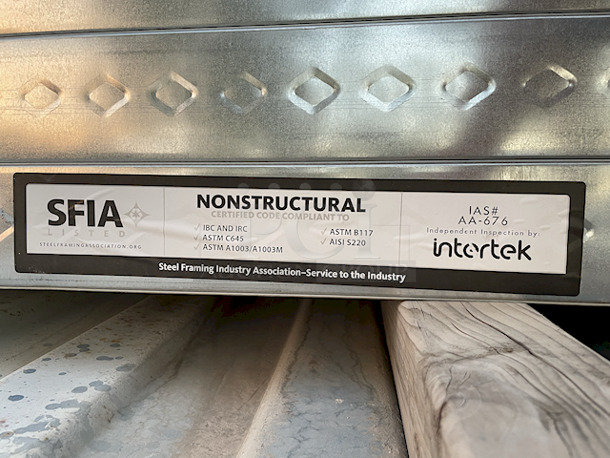 SFIA
LISTED
STEELFRAMINGASSOCIATION.ORG
NONSTRUCTURAL
CERTIFIED CODE COMPLIANT TO
✓ IBC AND IRC
✓ ASTM C645
✓ ASTM A1003/A1003M
✓ ASTM B117
✓ AISI S220
IAS#
AA-676
Independent Inspection by:
intertek
Steel Framing Industry Association–Service to the Industry